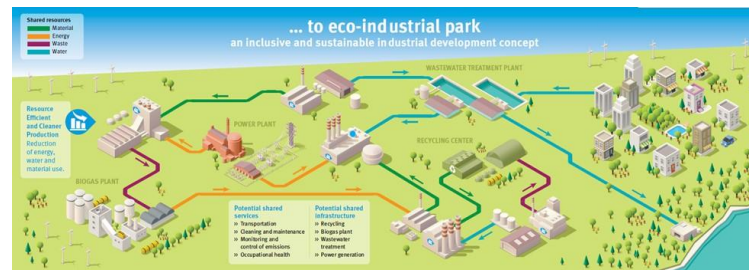 Shared resources
Material
Energy
Waste
Water
... to eco-industrial park
an inclusive and sustainable industrial development concept
WASTEWATER TREATMENT PLANT
Resource
Efficient
and Cleaner
Production
Reduction
of energy,
water and
material use.
POWER PLANT
RECYCLING CENTER
BIOGAS PLANT
Potential shared
services
» Transportation
» Cleaning and maintenance
» Monitoring and
control of emissions
» Occupational health
Potential shared
infrastructure
» Recycling
» Biogas plant
» Wastewater
treatment
» Power generation